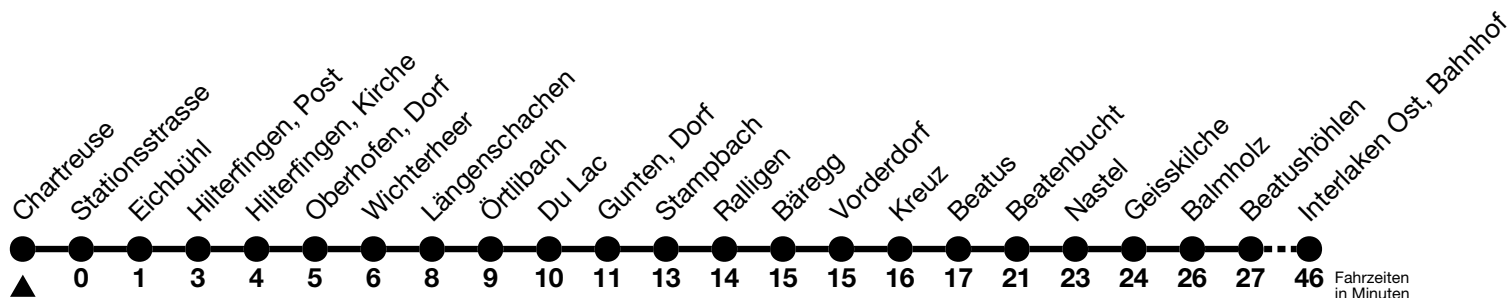 Chartreuse
Stationsstrasse
Eichbühl
Hilterfingen, Post
Hilterfingen, Kirche
Oberhofen, Dorf
Wichterheer
Längenschachen
Örtlibach
Du Lac
Gunten, Dorf
Stampbach
Ralligen
Bäregg
Vorderdorf
Kreuz
Beatus
Beatenbucht
Nastel
Geisskilche
Balmholz
Beatushöhlen
Interlaken Ost, Bahnhof
0 1 3 4 5 6 8 9 10 11 13 14 15 15 16 17 21 23 24 26 27 46 Fahrzeiten
in Minuten